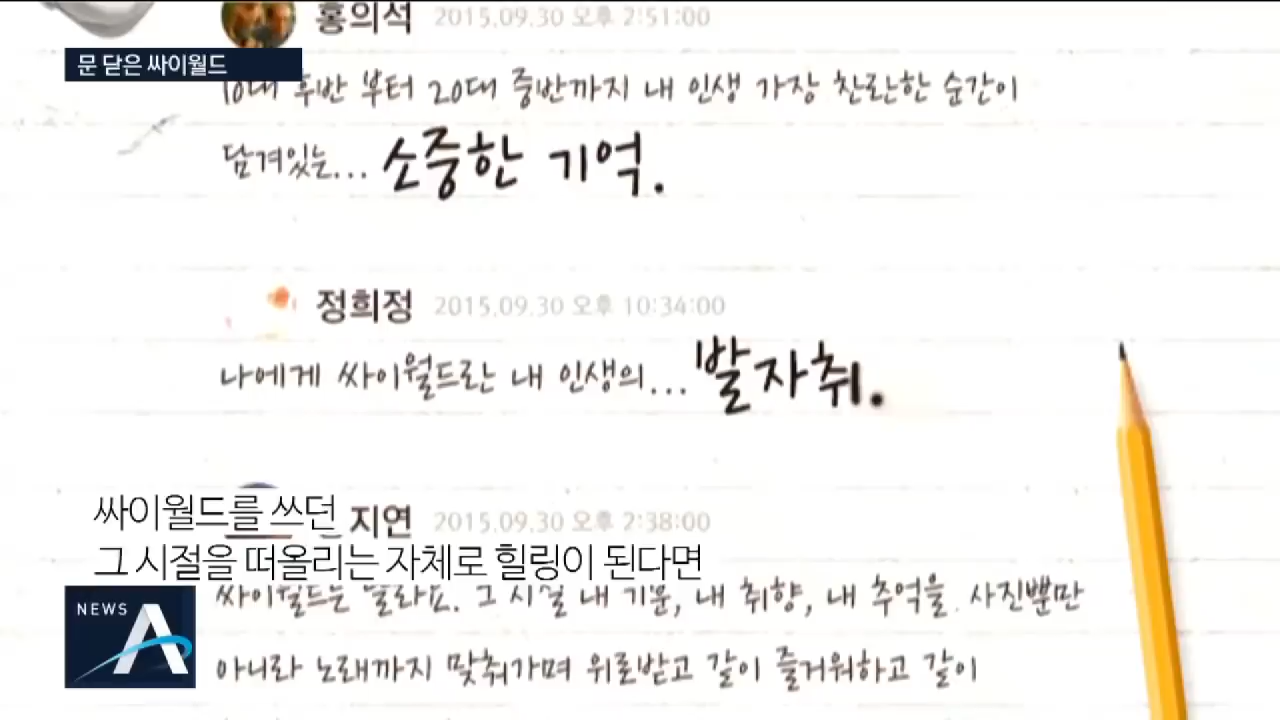 홍의석 2015.09.30 오후 2:51:00
문 닫은 싸이월드
10대 후반 부터 20대 중반까지 내 인생 가장 찬란한 순간이
담겨있는... 소중한 기억.
정희정 2015.09.30 오후 10:34:00
나에게 싸이월드란 내 인생의... 발자취.
싸이월드를 쓰던
지연 2015.09.30 오후 2:38:00
그 시절을 떠올리는 자체로 힐링이 된다면
싸이월드는 달라요. 그 시절 내 기분, 내 취향, 내 추억을 사진뿐만
NEWS A
아니라 노래까지 맞춰가며 위로받고 같이 즐거워하고 같이